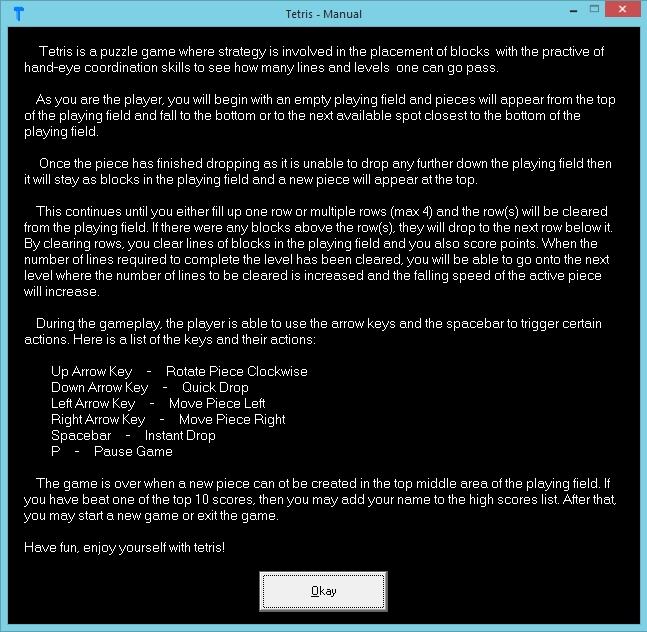 Tetris - Manual
Tetris is a puzzle game where strategy is involved in the placement of blocks  with the practive of
hand-eye coordination skills to see how many lines and levels  one can go pass.
As you are the player, you will begin with an empty playing field and pieces will appear from the top
of the playing field and fall to the bottom or to the next available spot closest to the bottom of the
playing field.
Once the piece has finished dropping as it is unable to drop any further down the playing field then
it will stay as blocks in the playing field and a new piece will appear at the top.
This continues until you either fill up one row or multiple rows (max 4) and the row(s) will be cleared
from the playing field. If there were any blocks above the row(s), they will drop to the next row below it.
By clearing rows, you clear lines of blocks in the playing field and you also score points. When the
number of lines required to complete the level has been cleared, you will be able to go onto the next
level where the number of lines to be cleared is increased and the falling speed of the active piece
will increase.
During the gameplay, the player is able to use the arrow keys and the spacebar to trigger certain
actions. Here is a list of the keys and their actions:
Up Arrow Key    -    Rotate Piece Clockwise
Down Arrow Key    -    Quick Drop
Left Arrow Key    -    Move Piece Left
Right Arrow Key    -    Move Piece Right
Spacebar    -    Instant Drop
P    -    Pause Game
The game is over when a new piece can ot be created in the top middle area of the playing field. If
you have beat one of the top 10 scores, then you may add your name to the high scores list. After that,
you may start a new game or exit the game.
Have fun, enjoy yourself with tetris!
Okay